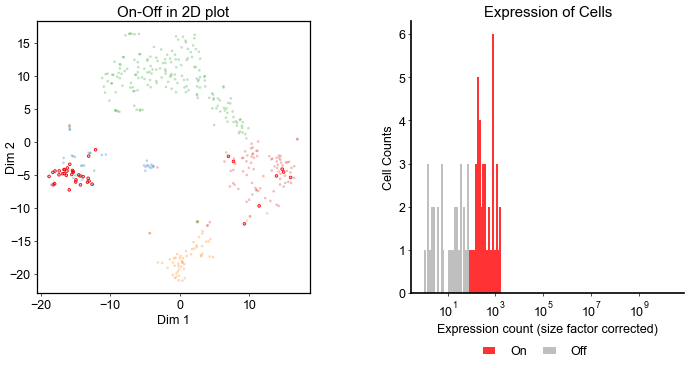 On-Off in 2D plot
15
10
5
0
−5
−10
−15
−20
−20 −10 0 10
Dim 1
Dim 2
Expression of Cells
6
5
4
3
2
1
0
10^1 10^3 10^5 10^7 10^9
Cell Counts
Expression count (size factor corrected)
On Off